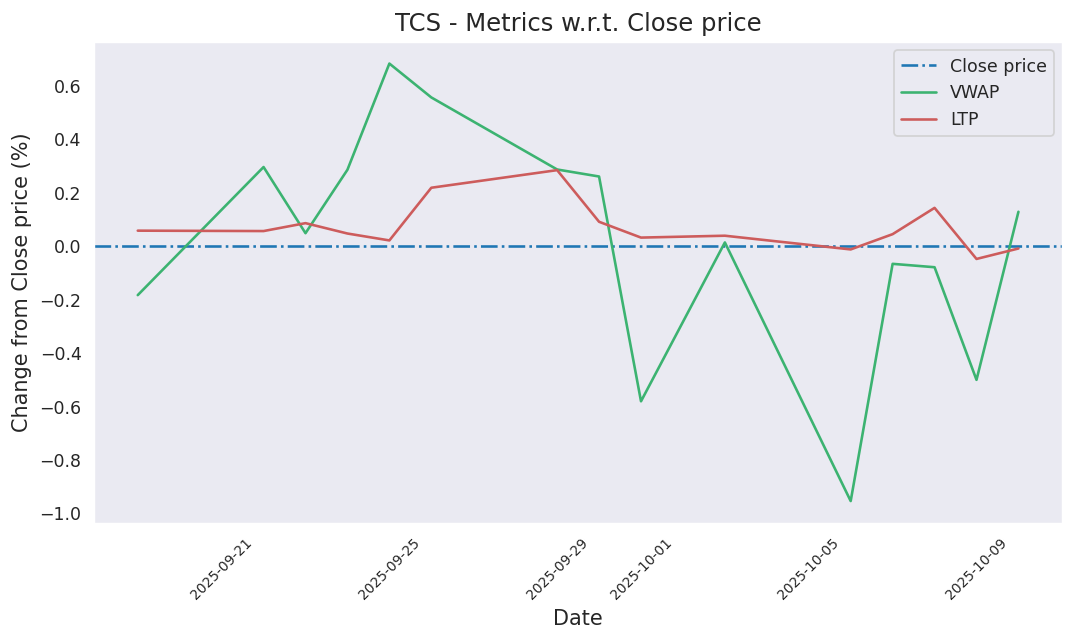 TCS - Metrics w.r.t. Close price
Close price
VWAP
LTP
Change from Close price (%)
0.6
0.4
0.2
0.0
−0.2
−0.4
−0.6
−0.8
−1.0
2025-09-21
2025-09-25
2025-09-29
2025-10-01
2025-10-05
2025-10-09
Date